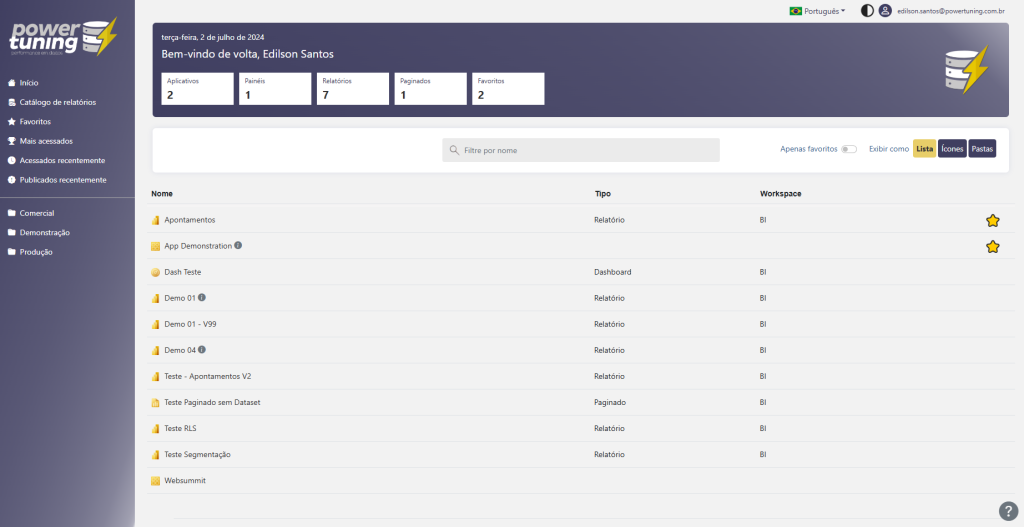 Português
edilson.santos@powertuning.com.br
power
tuning
Início
Catálogo de relatórios
Favoritos
Mais acessados
Acessados recentemente
Publicados recentemente
Comercial
Demonstração
Produção
terça-feira, 2 de julho de 2024
Bem-vindo de volta, Edilson Santos
Aplicativos Painéis Relatórios Paginados Favoritos
2 1 7 1 2
Filtre por nome Apenas favoritos Exibir como Lista Ícones Pastas
Nome Tipo Workspace
Apontamentos Relatório BI
App Demonstration
Dash Teste Dashboard BI
Demo 01 Relatório BI
Demo 01 - V99 Relatório BI
Demo 04 Relatório BI
Teste - Apontamentos V2 Relatório BI
Teste Paginado sem Dataset Paginado BI
Teste RLS Relatório BI
Teste Segmentação Relatório BI
Websummit
?